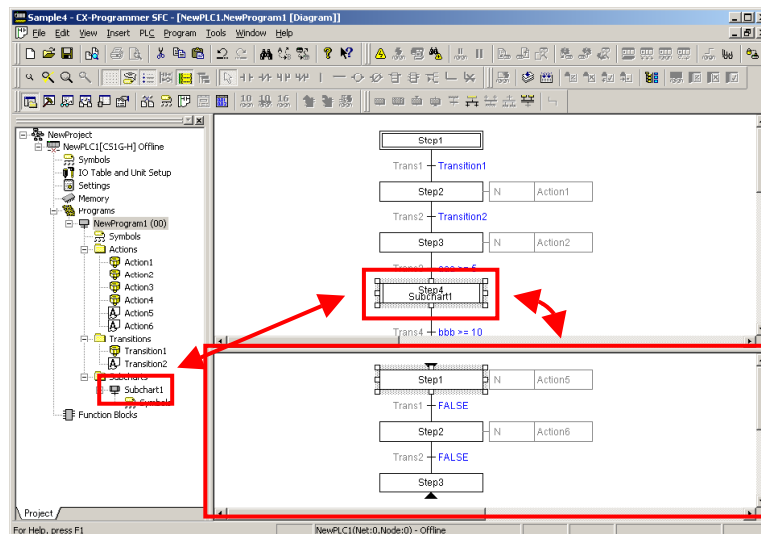 Sample4 - CX-Programmer SFC - [NewPLC1.NewProgram1 [Diagram]]
File Edit View Insert PLC Program Tools Window Help
NewProject
NewPLC1[CS1G-H] Offline
Symbols
IO Table and Unit Setup
Settings
Memory
Programs
NewProgram1 (00)
Symbols
Actions
Action1
Action2
Action3
Action4
Action5
Action6
Transitions
Transition1
Transition2
Subcharts
Subchart1
Symbols
Function Blocks
Project
Step1
Trans1 Transition1
Step2 N Action1
Trans2 Transition2
Step3 N Action2
Step4
Subchart1
Trans4 bbb >= 10
Step1 N Action5
Trans1 FALSE
Step2 N Action6
Trans2 FALSE
Step3
For Help, press F1
NewPLC1(Net:0,Node:0) - Offline